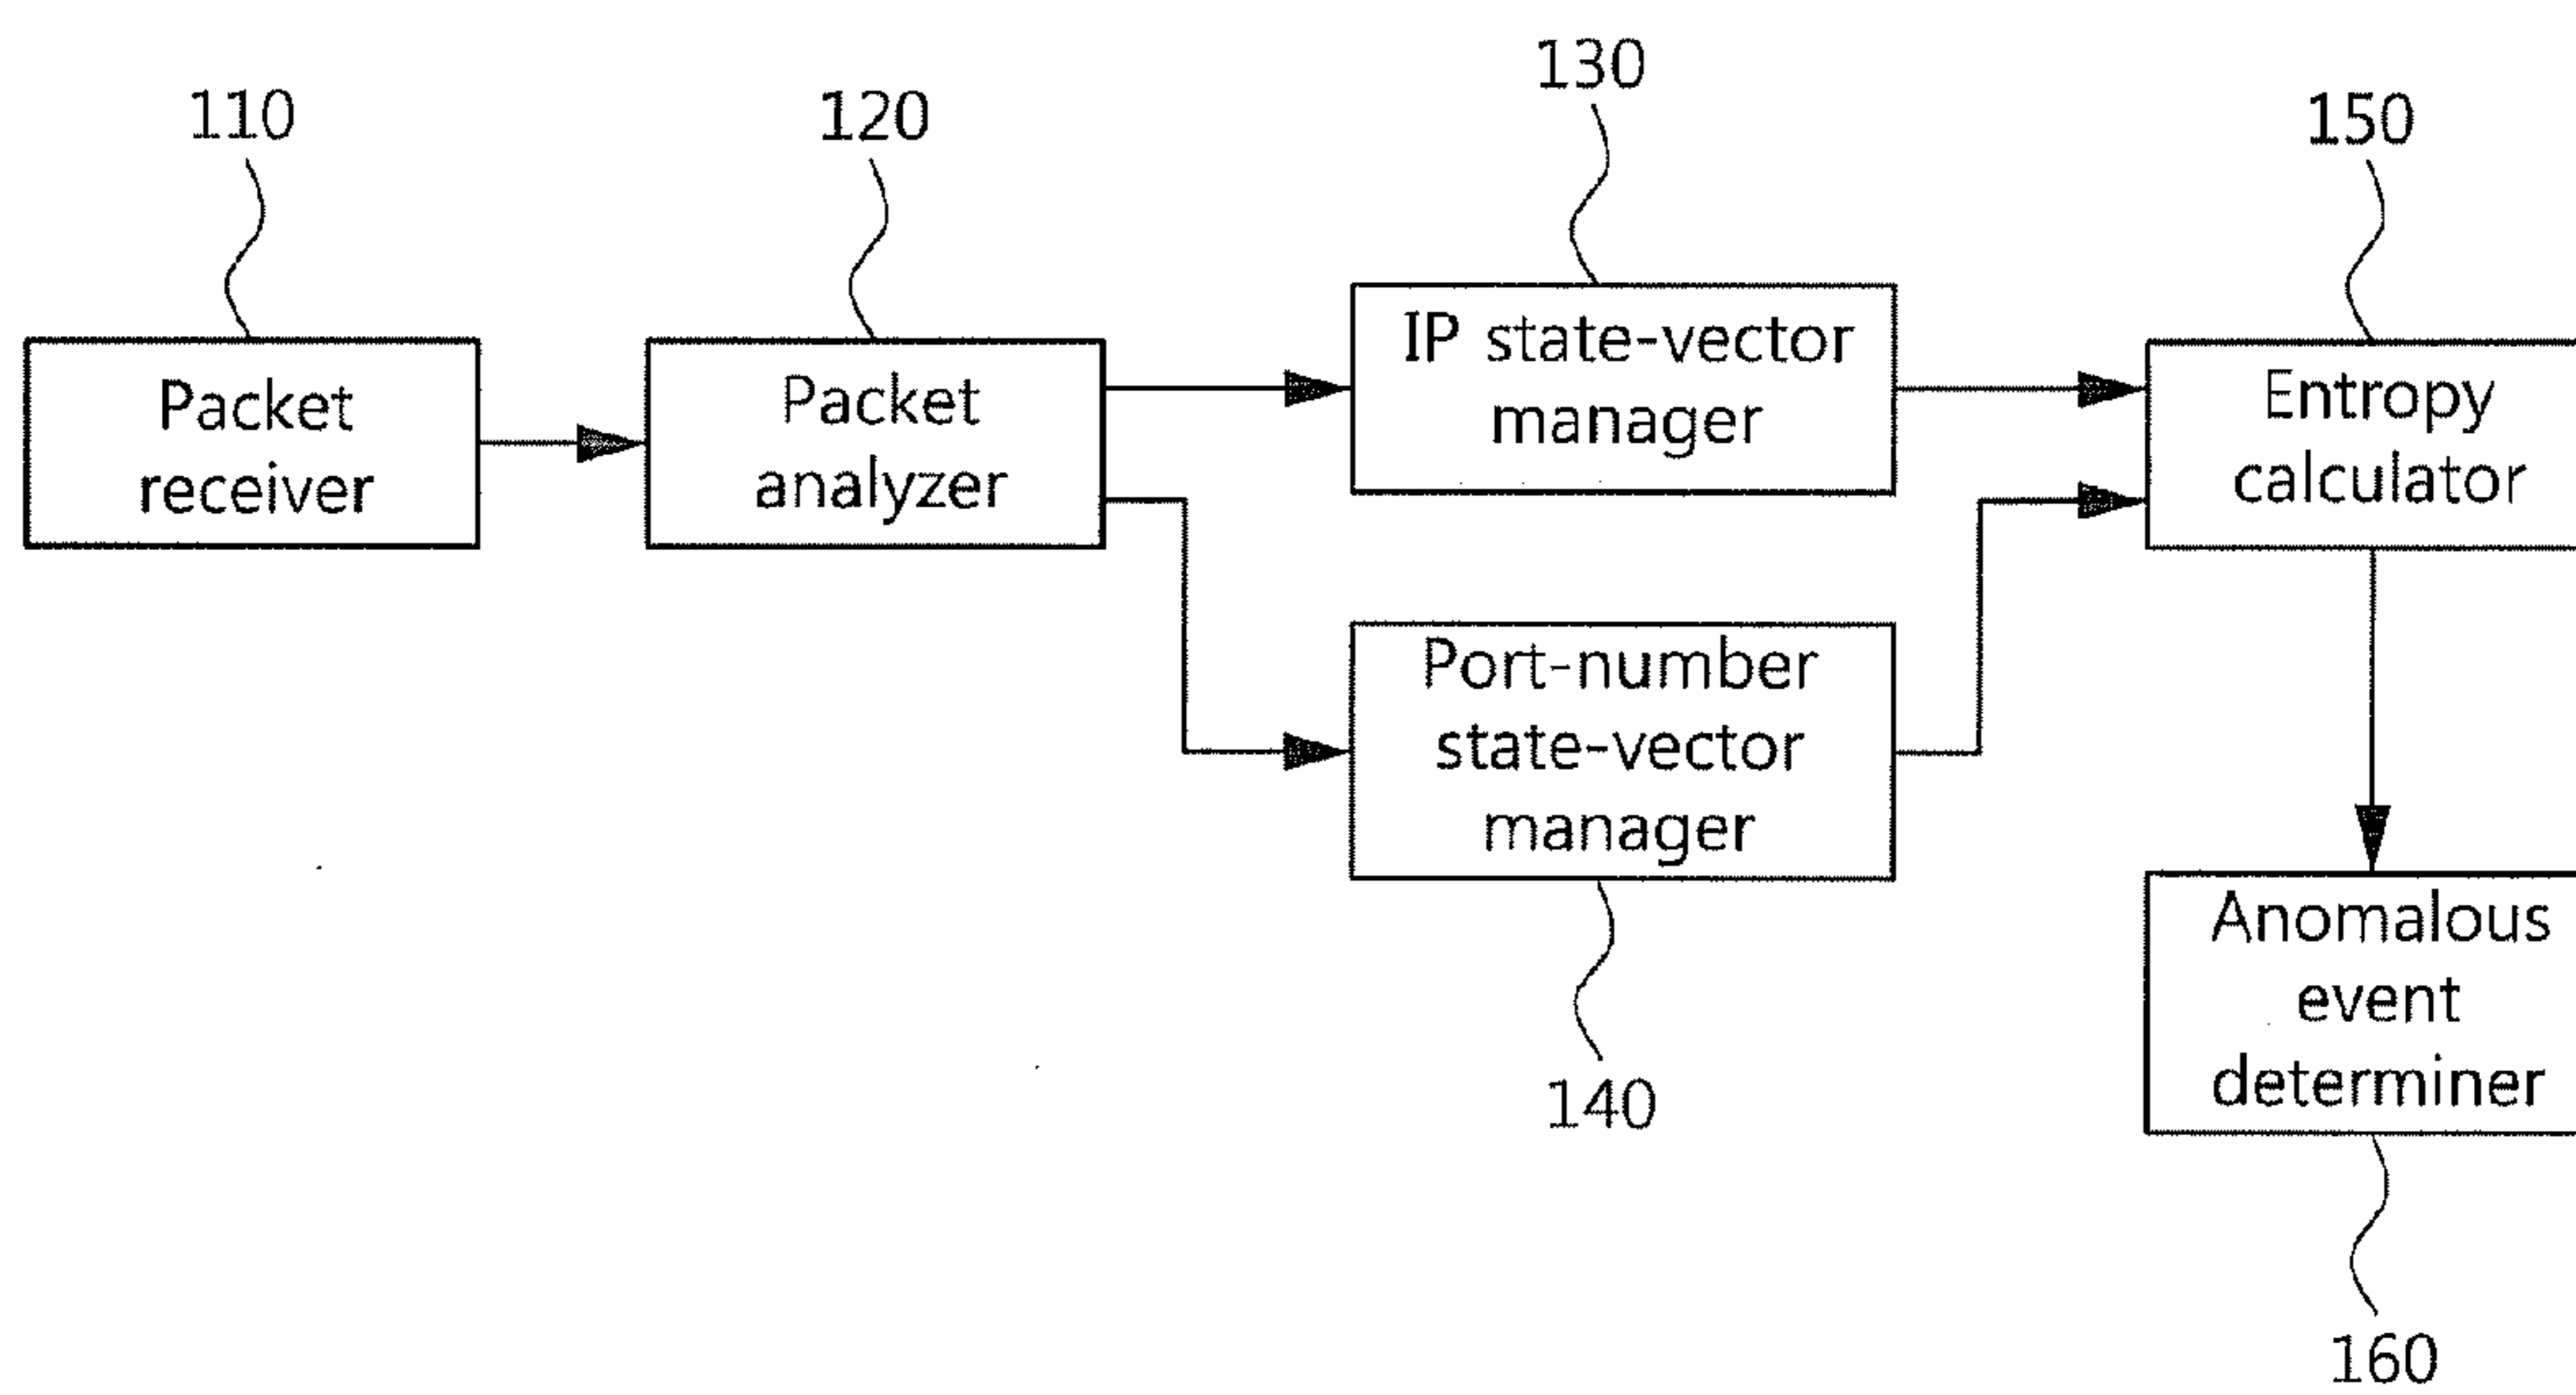 110
120
130
150
Packet
receiver
Packet
analyzer
IP state-vector
manager
Entropy
calculator
Port-number
state-vector
manager
140
Anomalous
event
determiner
160